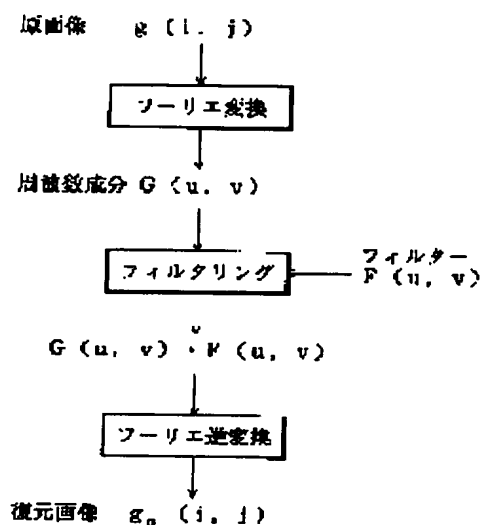 原画像 g (i, j)
フーリエ変換
周波数成分 G (u, v)
フィルタリング
フィルター
F (u, v)
G (u, v) · F (u, v)
フーリエ逆変換
復元画像 g₀ (i, j)